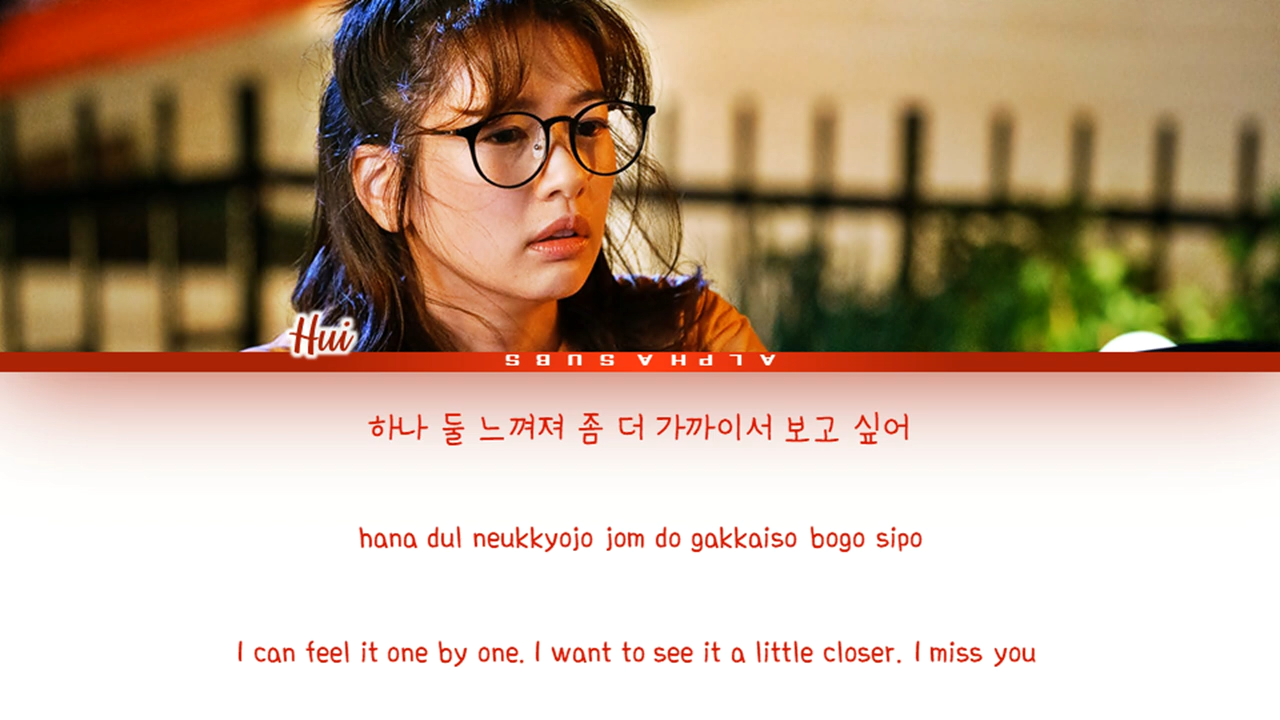 Hui
ALPHASUBS
하나 둘 느껴져 좀 더 가까이서 보고 싶어
hana dul neukkyojo jom do gakkaiso bogo sipo
I can feel it one by one. I want to see it a little closer. I miss you